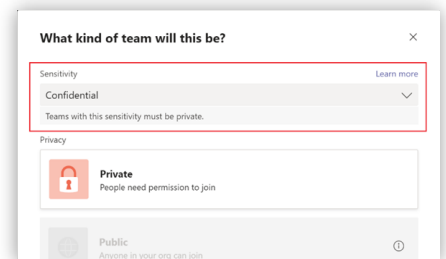 What kind of team will this be?
Sensitivity
Learn more
Confidential
Teams with this sensitivity must be private.
Privacy
Private
People need permission to join
Public
Anyone in your org can join